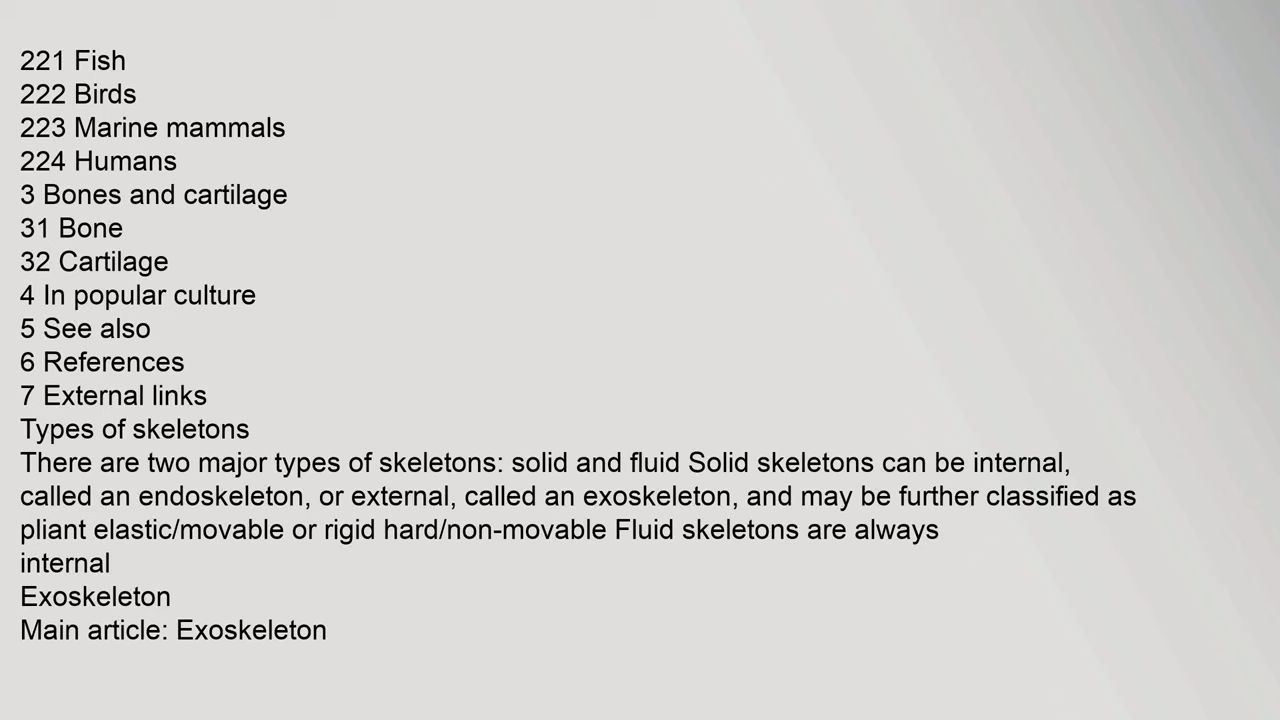 221 Fish
222 Birds
223 Marine mammals
224 Humans
3 Bones and cartilage
31 Bone
32 Cartilage
4 In popular culture
5 See also
6 References
7 External links
Types of skeletons
There are two major types of skeletons: solid and fluid Solid skeletons can be internal,
called an endoskeleton, or external, called an exoskeleton, and may be further classified as
pliant elastic/movable or rigid hard/non-movable Fluid skeletons are always
internal
Exoskeleton
Main article: Exoskeleton